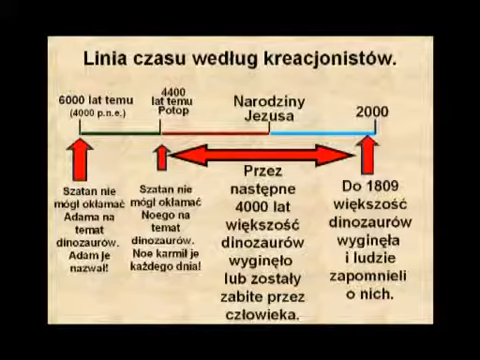 Linia czasu według kreacjonistów.
6000 lat temu
(4000 p.n.e.)
4400
lat temu
Potop
Narodziny
Jezusa
2000
Szatan nie
mógł okłamać
Adama na
temat
dinozaurów.
Adam je
nazwał!
Szatan nie
mógł okłamać
Noego na
temat
dinozaurów.
Noe karmił je
każdego dnia!
Przez
następne
4000 lat
większość
dinozaurów
wyginęło
lub zostały
zabite przez
człowieka.
Do 1809
większość
dinozaurów
wyginęła
i ludzie
zapomnieli
o nich.